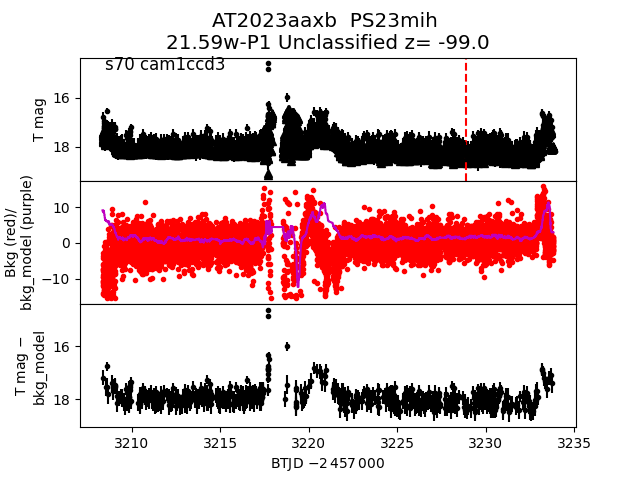 AT2023aaxb  PS23mih
21.59w-P1 Unclassified z= -99.0
s70 cam1ccd3
T mag
16
18
Bkg (red)/
bkg_model (purple)
10
0
−10
T mag −
bkg_model
16
18
3210 3215 3220 3225 3230 3235
BTJD −2 457 000